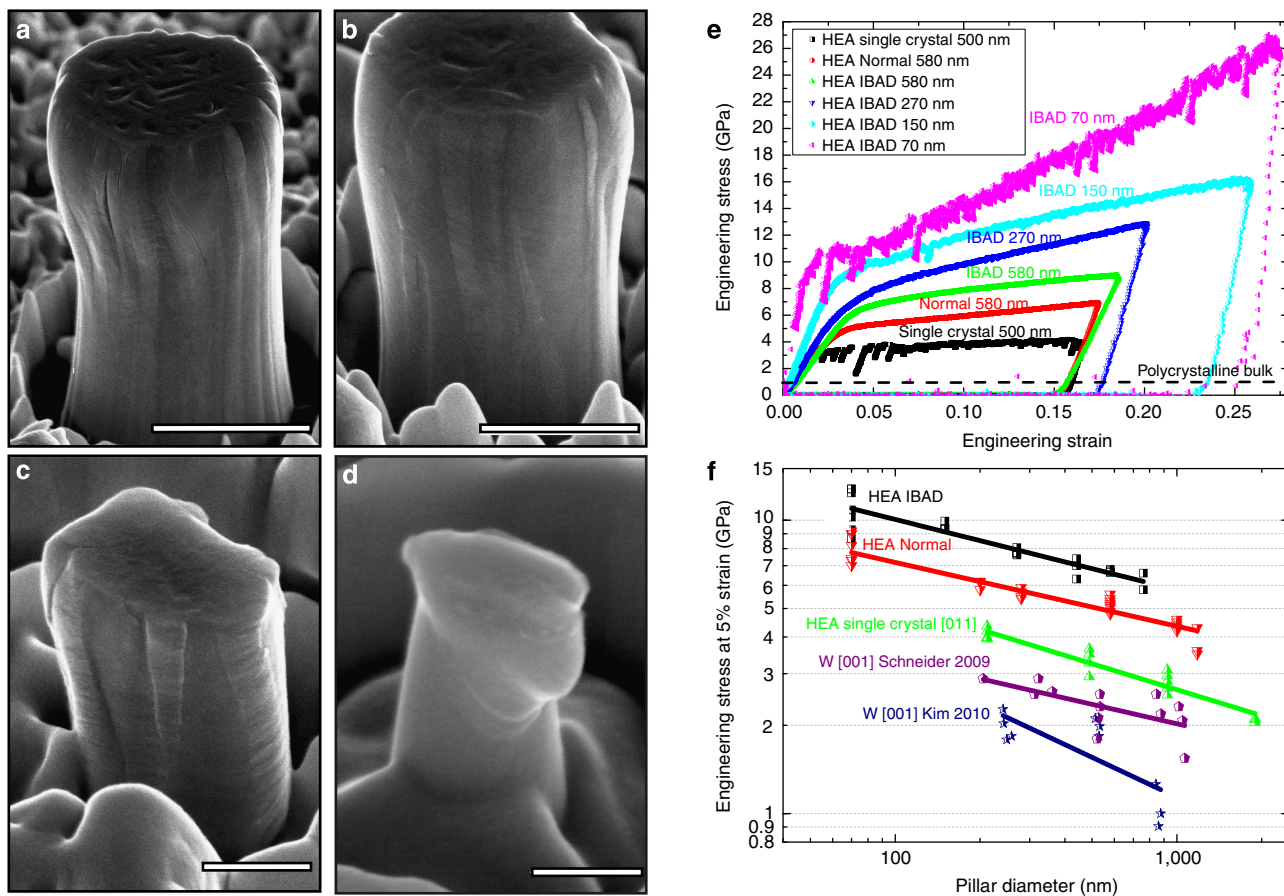 a
b
c
d
e
28
26
24
22
20
18
16
14
12
10
8
6
4
2
0
Engineering stress (GPa)
HEA single crystal 500 nm
HEA Normal 580 nm
HEA IBAD 580 nm
HEA IBAD 270 nm
HEA IBAD 150 nm
HEA IBAD 70 nm
IBAD 70 nm
IBAD 150 nm
IBAD 270 nm
IBAD 580 nm
Normal 580 nm
Single crystal 500 nm
Polycrystalline bulk
0.00 0.05 0.10 0.15 0.20 0.25
Engineering strain
f
15
10
9
8
7
6
5
4
3
2
1
0.9
0.8
Engineering stress at 5% strain (GPa)
HEA IBAD
HEA Normal
HEA single crystal [011]
W [001] Schneider 2009
W [001] Kim 2010
40 100 1,000
Pillar diameter (nm)